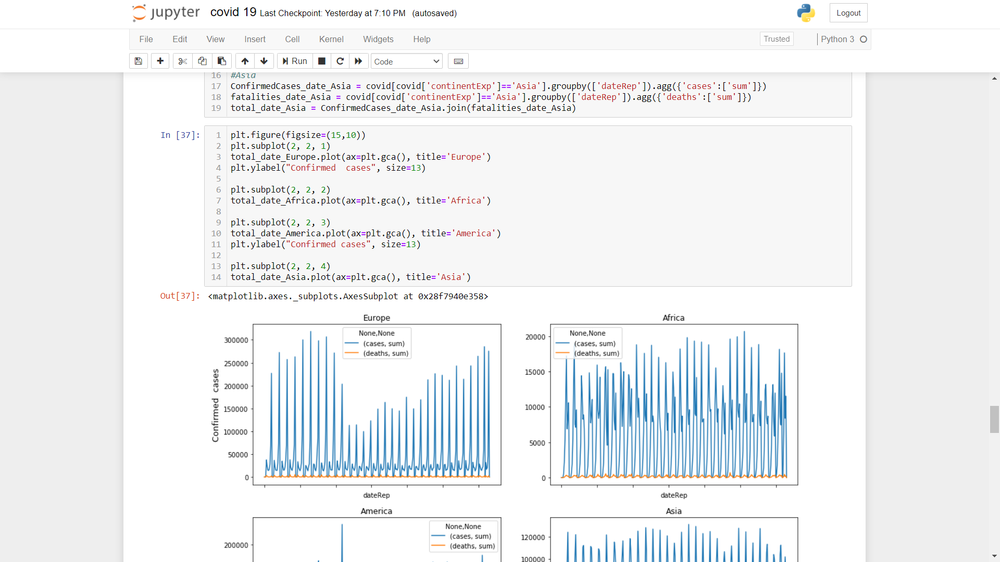 jupyter covid 19 Last Checkpoint: Yesterday at 7:10 PM (autosaved) Logout
File Edit View Insert Cell Kernel Widgets Help Trusted Python 3
Run Code
16 #Asia
17 ConfirmedCases_date_Asia = covid[covid['continentExp']=='Asia'].groupby(['dateRep']).agg({'cases':['sum']})
18 fatalities_date_Asia = covid[covid['continentExp']=='Asia'].groupby(['dateRep']).agg({'deaths':['sum']})
19 total_date_Asia = ConfirmedCases_date_Asia.join(fatalities_date_Asia)
In [37]: 1 plt.figure(figsize=(15,10))
2 plt.subplot(2, 2, 1)
3 total_date_Europe.plot(ax=plt.gca(), title='Europe')
4 plt.ylabel("Confirmed  cases", size=13)
5
6 plt.subplot(2, 2, 2)
7 total_date_Africa.plot(ax=plt.gca(), title='Africa')
8
9 plt.subplot(2, 2, 3)
10 total_date_America.plot(ax=plt.gca(), title='America')
11 plt.ylabel("Confirmed cases", size=13)
12
13 plt.subplot(2, 2, 4)
14 total_date_Asia.plot(ax=plt.gca(), title='Asia')
Out[37]: <matplotlib.axes._subplots.AxesSubplot at 0x28f7940e358>
Europe
None,None
(cases, sum)
(deaths, sum)
300000
250000
200000
150000
100000
50000
0
Confirmed  cases
dateRep
Africa
None,None
(cases, sum)
(deaths, sum)
20000
15000
10000
5000
0
dateRep
America
None,None
(cases, sum)
(deaths, sum)
200000
Asia
120000
100000